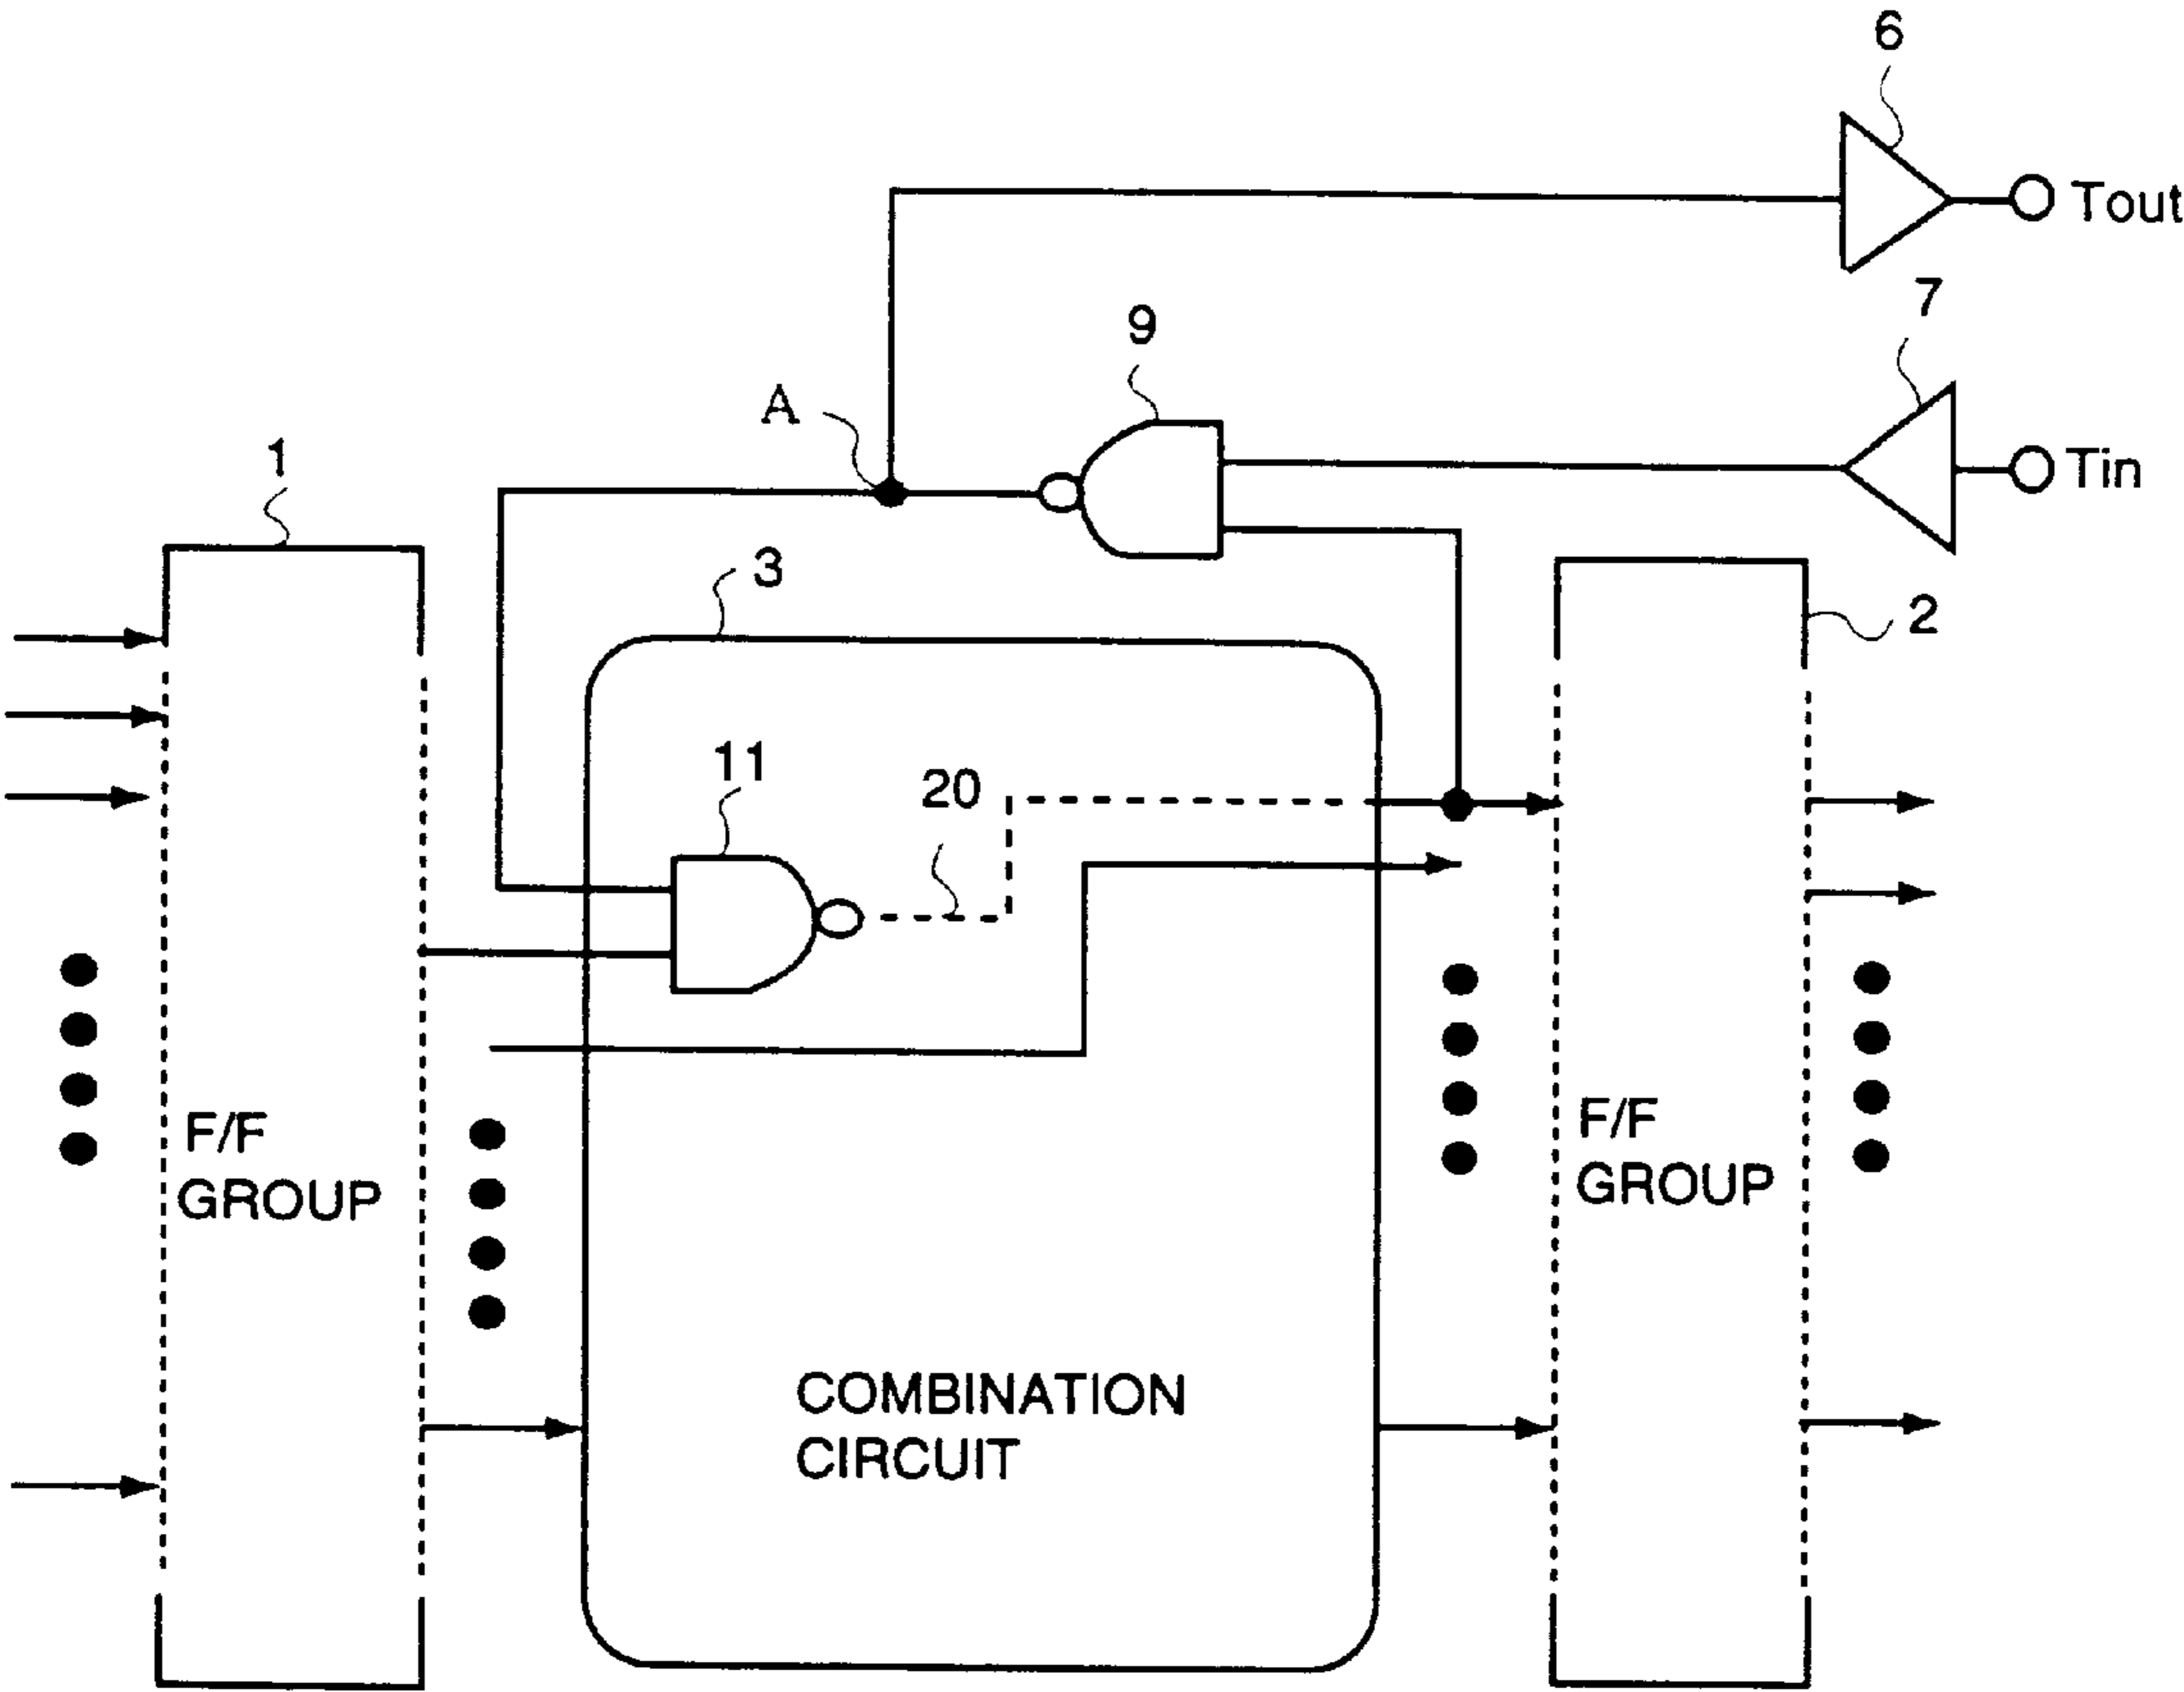 6
Tout
7
9
Tin
A
1
3
2
11
20
F/F
GROUP
F/F
GROUP
COMBINATION
CIRCUIT